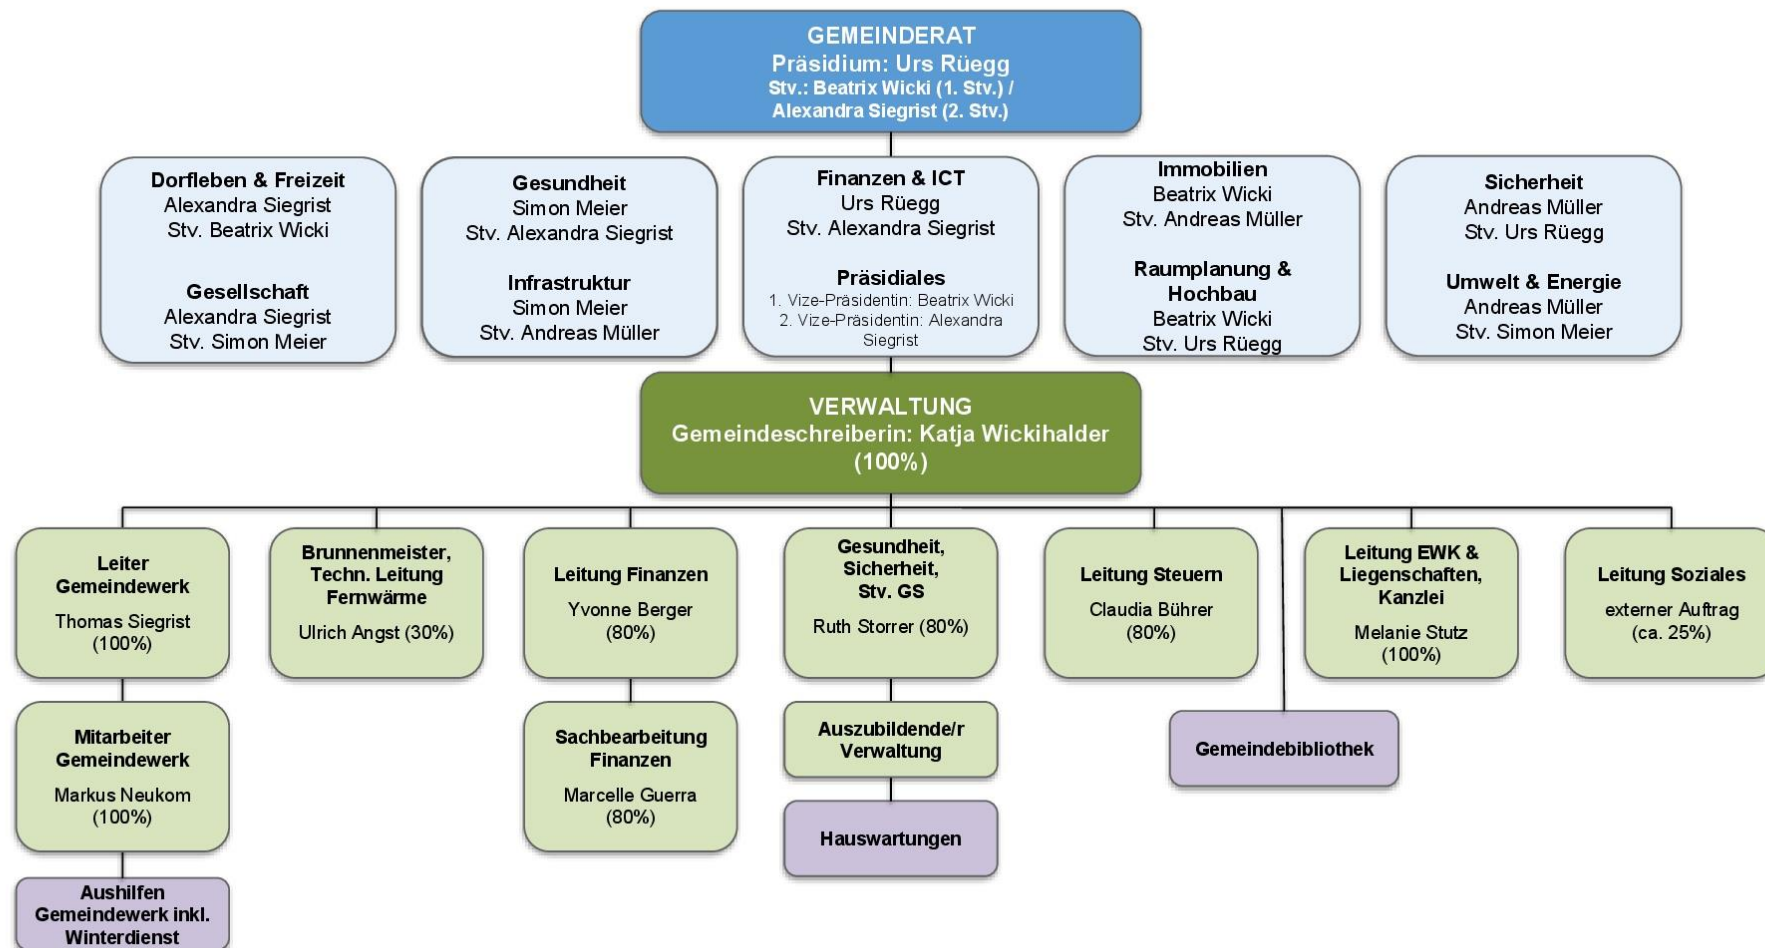 GEMEINDERAT
Präsidium: Urs Rüegg
Stv.: Beatrix Wicki (1. Stv.) /
Alexandra Siegrist (2. Stv.)
Dorfleben & Freizeit
Alexandra Siegrist
Stv. Beatrix Wicki
Gesellschaft
Alexandra Siegrist
Stv. Simon Meier
Gesundheit
Simon Meier
Stv. Alexandra Siegrist
Infrastruktur
Simon Meier
Stv. Andreas Müller
Finanzen & ICT
Urs Rüegg
Stv. Alexandra Siegrist
Präsidiales
1. Vize-Präsidentin: Beatrix Wicki
2. Vize-Präsidentin: Alexandra
Siegrist
Immobilien
Beatrix Wicki
Stv. Andreas Müller
Raumplanung &
Hochbau
Beatrix Wicki
Stv. Urs Rüegg
Sicherheit
Andreas Müller
Stv. Urs Rüegg
Umwelt & Energie
Andreas Müller
Stv. Simon Meier
VERWALTUNG
Gemeindeschreiberin: Katja Wickihalder
(100%)
Leiter
Gemeindewerk
Thomas Siegrist
(100%)
Brunnenmeister,
Techn. Leitung
Fernwärme
Ulrich Angst (30%)
Leitung Finanzen
Yvonne Berger
(80%)
Gesundheit,
Sicherheit,
Stv. GS
Ruth Storrer (80%)
Leitung Steuern
Claudia Bührer
(80%)
Leitung EWK &
Liegenschaften,
Kanzlei
Melanie Stutz
(100%)
Leitung Soziales
externer Auftrag
(ca. 25%)
Mitarbeiter
Gemeindewerk
Markus Neukom
(100%)
Sachbearbeitung
Finanzen
Marcelle Guerra
(80%)
Auszubildende/r
Verwaltung
Gemeindebibliothek
Hauswartungen
Aushilfen
Gemeindewerk inkl.
Winterdienst